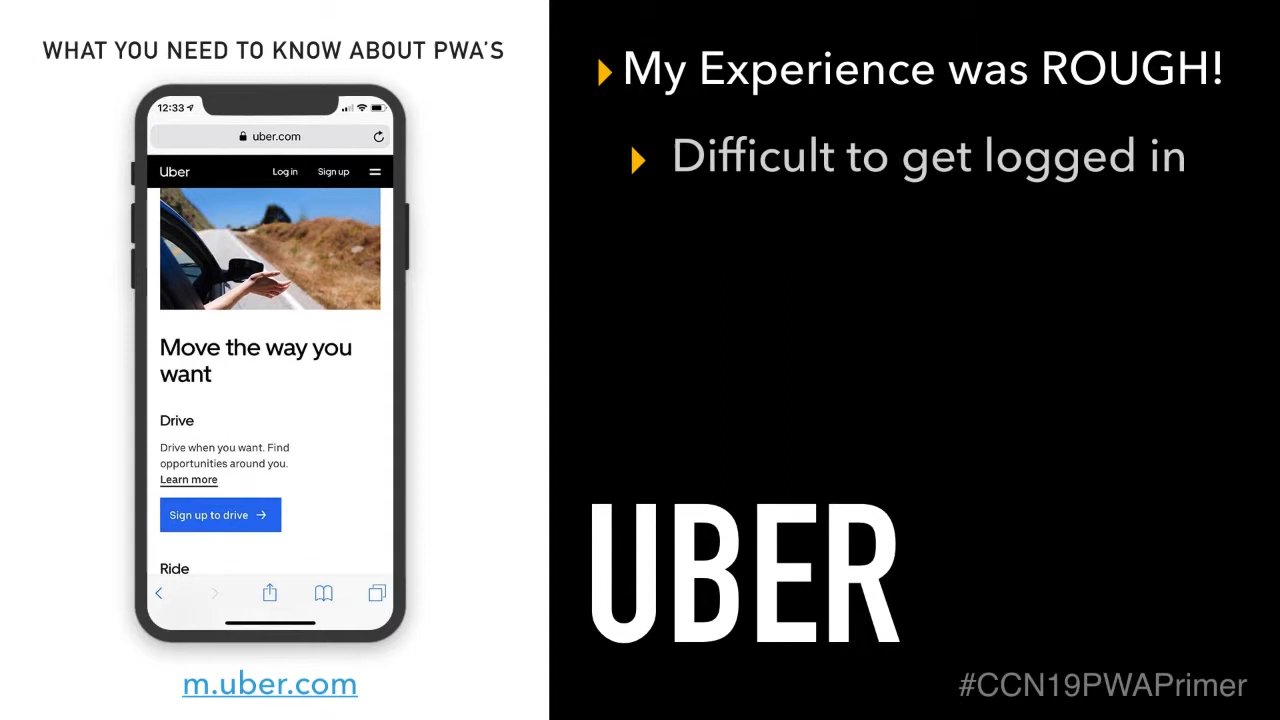 WHAT YOU NEED TO KNOW ABOUT PWA'S
12:33
uber.com
Uber Log in Sign up
Move the way you
want
Drive
Drive when you want. Find
opportunities around you.
Learn more
Sign up to drive →
Ride
m.uber.com
My Experience was ROUGH!
Difficult to get logged in
UBER
#CCN19PWAPrimer